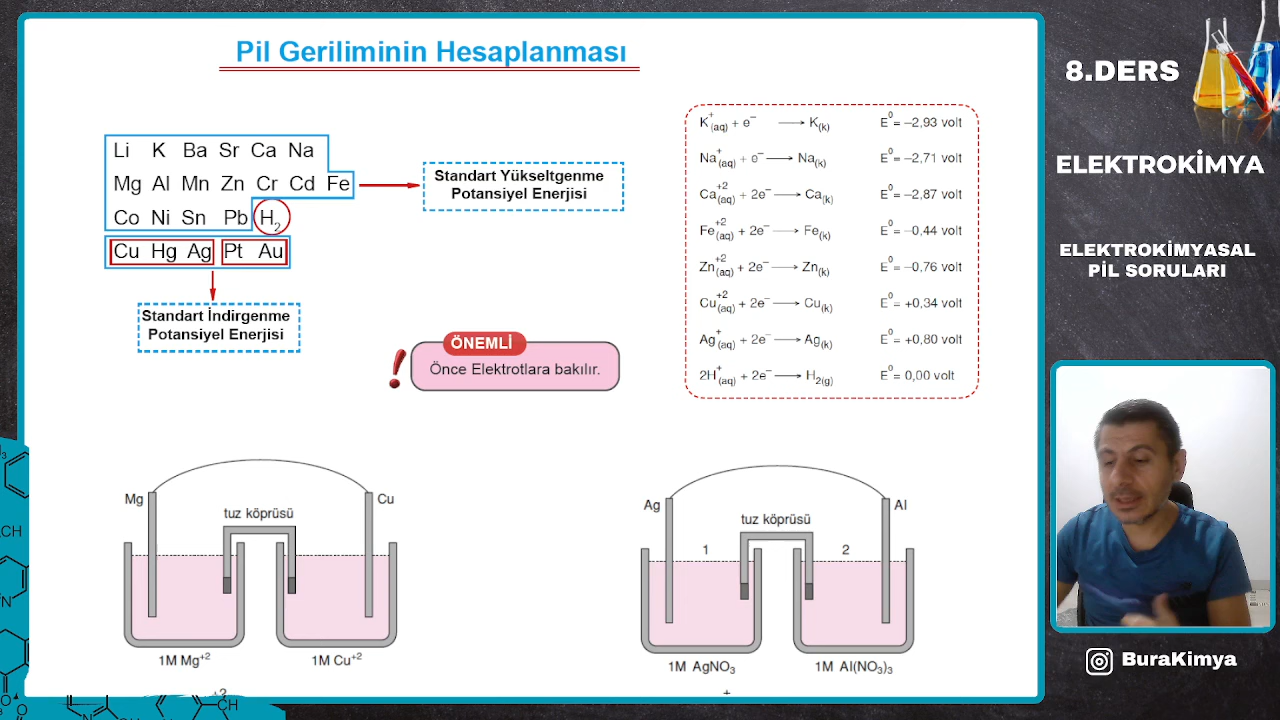 Pil Geriliminin Hesaplanması
Li K Ba Sr Ca Na
Mg Al Mn Zn Cr Cd Fe
Co Ni Sn Pb H2
Cu Hg Ag Pt Au
Standart Yükseltgenme
Potansiyel Enerjisi
Standart İndirgenme
Potansiyel Enerjisi
ÖNEMLİ
! Önce Elektrotlara bakılır.
K+(aq) + e− ⟶ K(k) E0= −2,93 volt
Na+(aq) + e− ⟶ Na(k) E0= −2,71 volt
Ca+2(aq) + 2e− ⟶ Ca(k) E0= −2,87 volt
Fe+2(aq) + 2e− ⟶ Fe(k) E0= −0,44 volt
Zn+2(aq) + 2e− ⟶ Zn(k) E0= −0,76 volt
Cu+2(aq) + 2e− ⟶ Cu(k) E0= +0,34 volt
Ag+(aq) + 2e− ⟶ Ag(k) E0= +0,80 volt
2H+(aq) + 2e− ⟶ H2(g) E0= 0,00 volt
Mg
Cu
tuz köprüsü
1M Mg+2
1M Cu+2
+2
Ag
Al
tuz köprüsü
1
2
1M AgNO3
1M Al(NO3)3
+
8.DERS
ELEKTROKİMYA
ELEKTROKİMYASAL
PİL SORULARI
BuraKimya
CH
N
O
O
CH